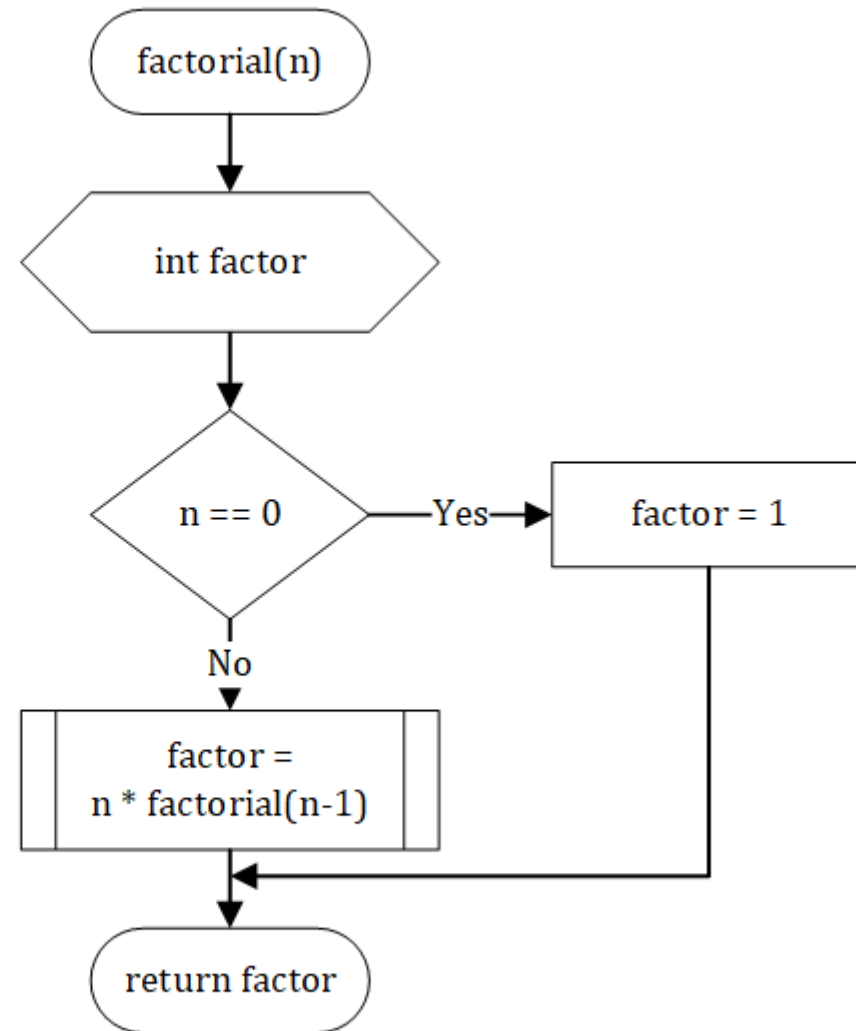 factorial(n)
int factor
n == 0
Yes
factor = 1
No
factor =
n * factorial(n-1)
return factor